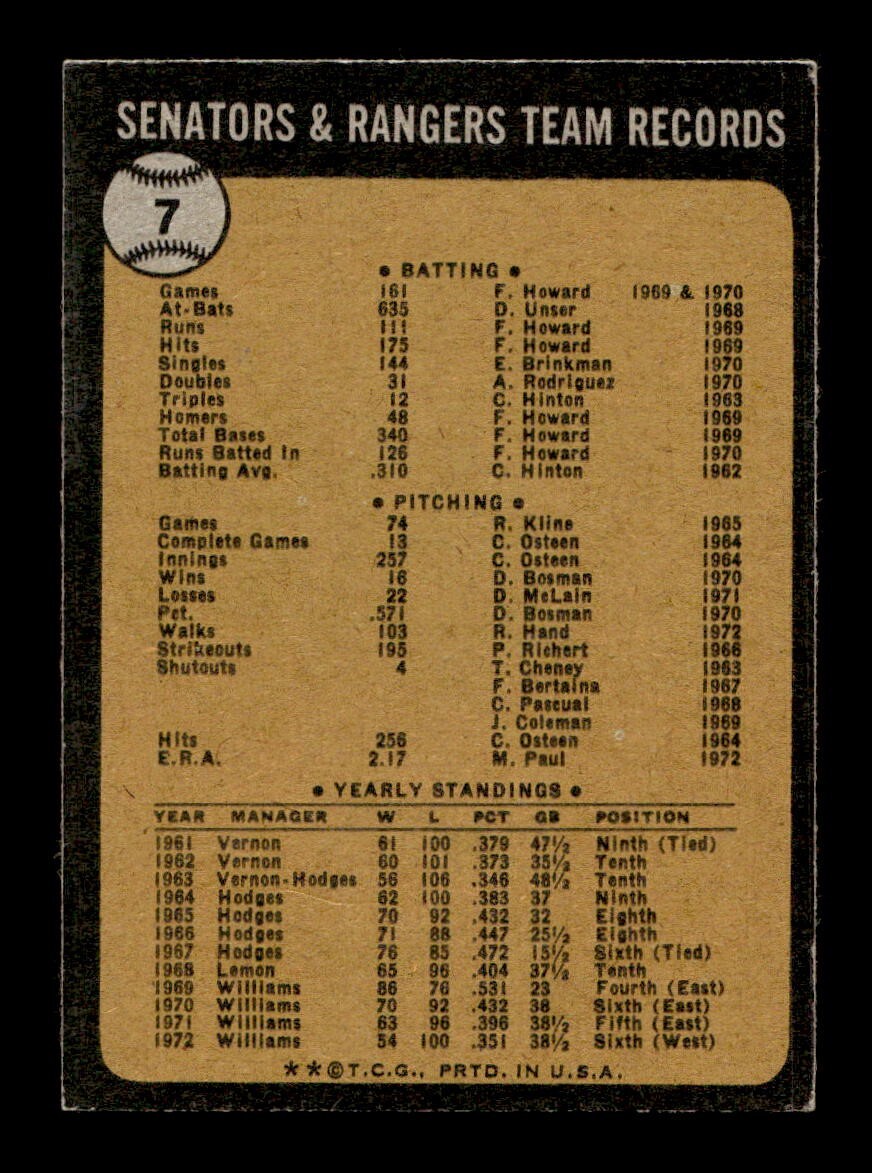 SENATORS & RANGERS TEAM RECORDS
7
• BATTING •
Games 161 F. Howard 1969 & 1970
At-Bats 635 D. Unser 1968
Runs 111 F. Howard 1969
Hits 175 F. Howard 1969
Singles 144 E. Brinkman 1970
Doubles 31 A. Rodriguez 1970
Triples 12 C. Hinton 1963
Homers 48 F. Howard 1969
Total Bases 340 F. Howard 1969
Runs Batted In 126 F. Howard 1970
Batting Avg. .310 C. Hinton 1962
• PITCHING •
Games 74 R. Kline 1965
Complete Games 13 C. Osteen 1964
Innings 257 C. Osteen 1964
Wins 16 D. Bosman 1970
Losses 22 D. McLain 1971
Pct. .571 D. Bosman 1970
Walks 103 R. Hand 1972
Strikeouts 195 P. Richert 1966
Shutouts 4 T. Cheney 1963
F. Bertaina 1967
C. Pascual 1968
J. Coleman 1969
Hits 256 C. Osteen 1964
E.R.A. 2.17 M. Paul 1972
• YEARLY STANDINGS •
YEAR MANAGER W L PCT GB POSITION
1961 Vernon 61 100 .379 47½ Ninth (Tied)
1962 Vernon 60 101 .373 35½ Tenth
1963 Vernon-Hodges 56 106 .346 48½ Tenth
1964 Hodges 62 100 .383 37 Ninth
1965 Hodges 70 92 .432 32 Eighth
1966 Hodges 71 88 .447 25½ Eighth
1967 Hodges 76 85 .472 15½ Sixth (Tied)
1968 Lemon 65 96 .404 37½ Tenth
1969 Williams 86 76 .531 23 Fourth (East)
1970 Williams 70 92 .432 38 Sixth (East)
1971 Williams 63 96 .396 38½ Fifth (East)
1972 Williams 54 100 .351 38½ Sixth (West)
**©T.C.G., PRTD. IN U.S.A.